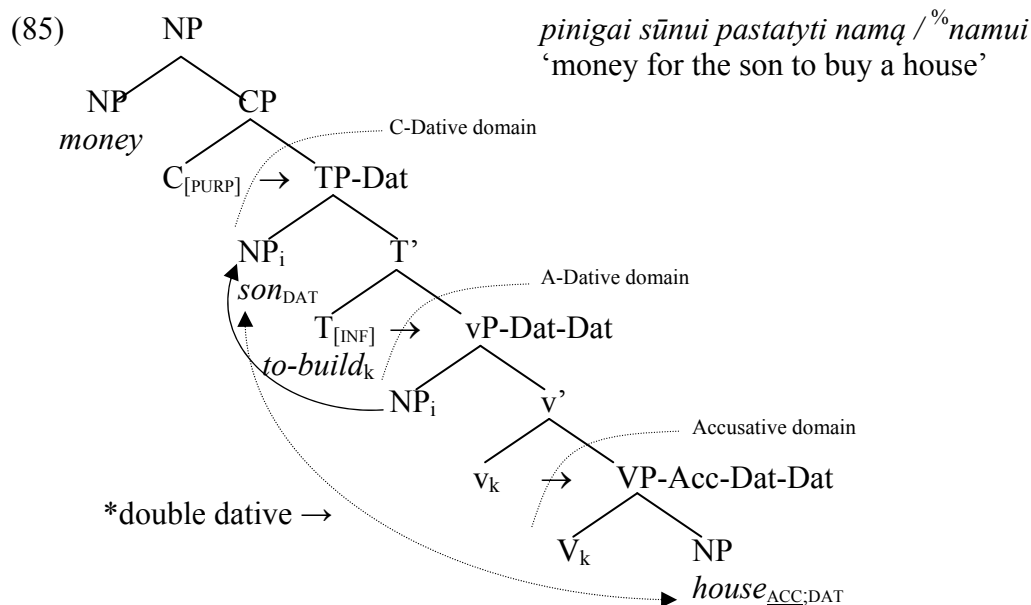 (85) NP pinigai sūnui pastatyti namą / %namui
‘money for the son to buy a house’
NP CP
money C-Dative domain
C[PURP] → TP-Dat
NPi T’
sonDAT A-Dative domain
T[INF] → vP-Dat-Dat
to-buildk
NPi v’
Accusative domain
vk → VP-Acc-Dat-Dat
*double dative →
Vk NP
houseACC;DAT